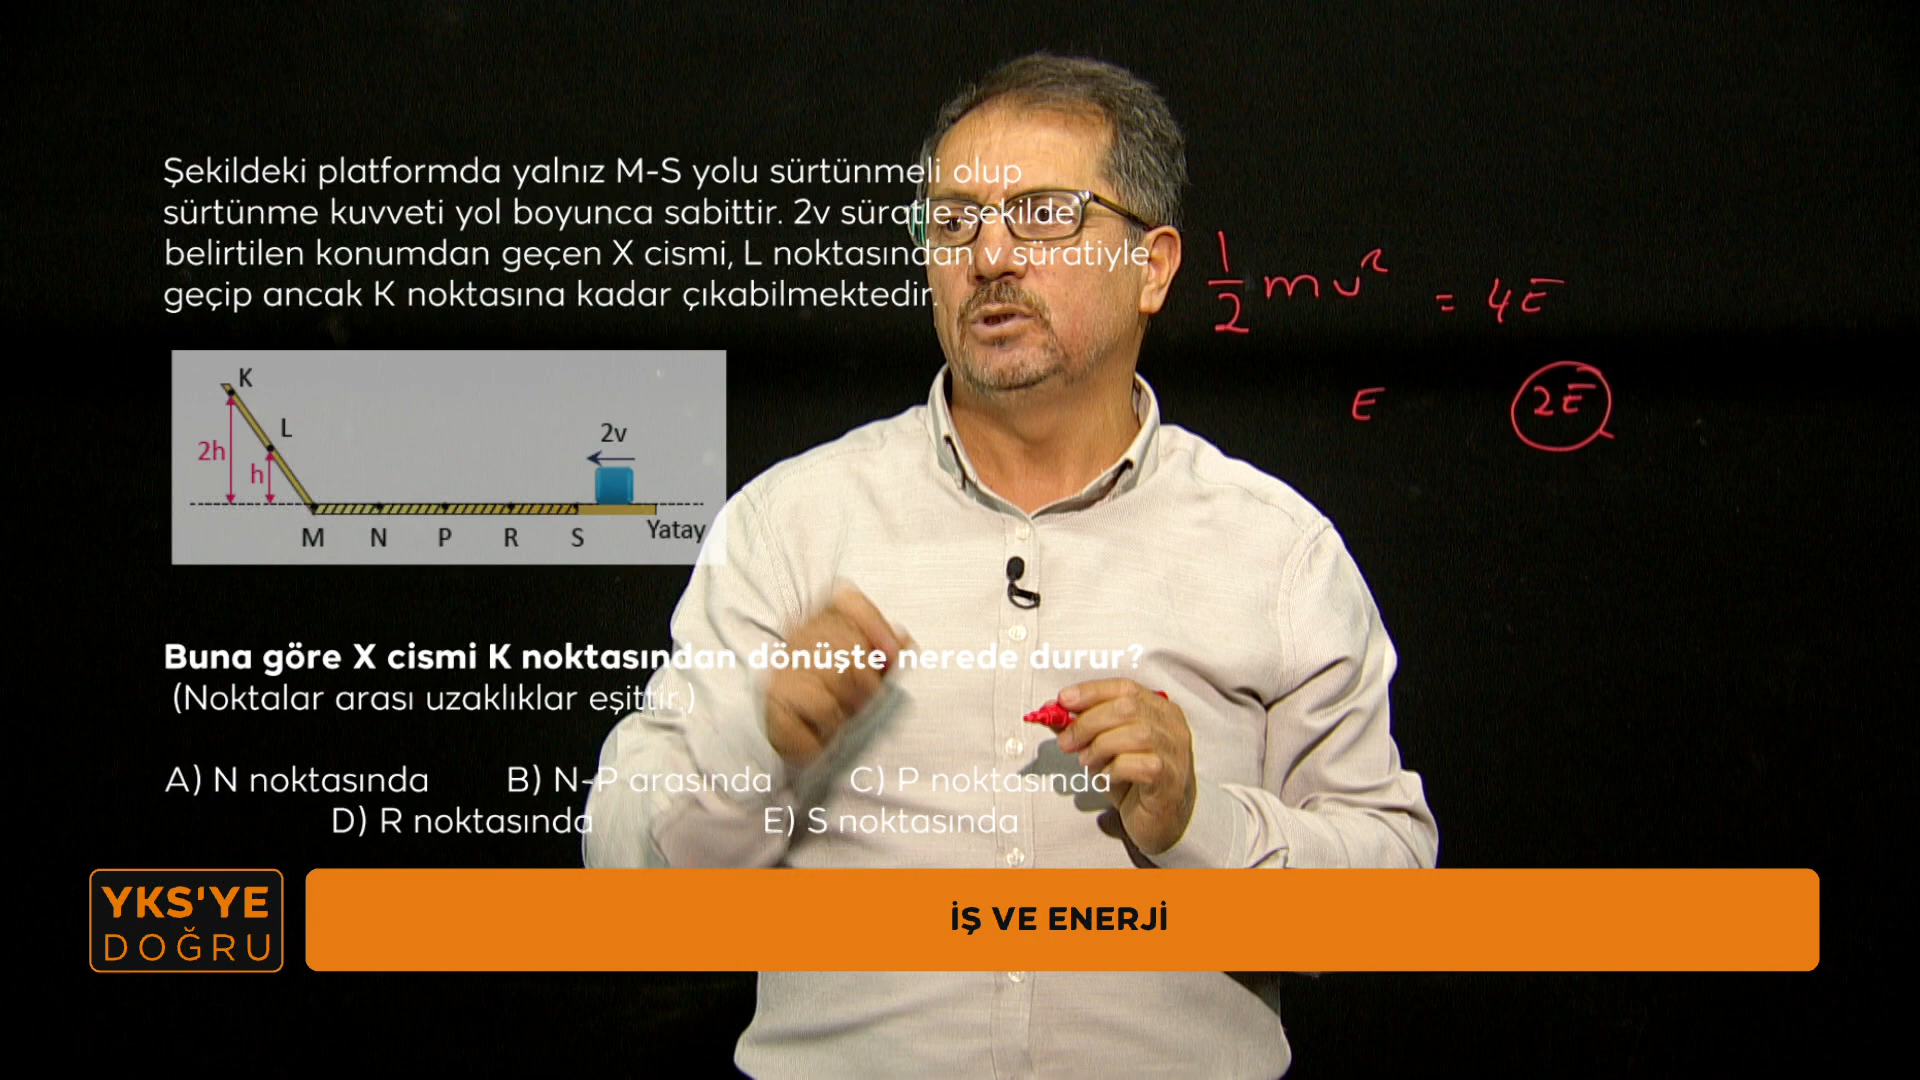 Şekildeki platformda yalnız M-S yolu sürtünmeli olup
sürtünme kuvveti yol boyunca sabittir. 2v süratle şekilde
belirtilen konumdan geçen X cismi, L noktasından v süratiyle
geçip ancak K noktasına kadar çıkabilmektedir.
K
L
2h
h
2v
M N P R S
Yatay
Buna göre X cismi K noktasından dönüşte nerede durur?
(Noktalar arası uzaklıklar eşittir.)
A) N noktasında B) N-P arasında C) P noktasında
D) R noktasında E) S noktasında
1/2 mv² = 4E
E 2E
YKS'YE
DOĞRU
İŞ VE ENERJİ